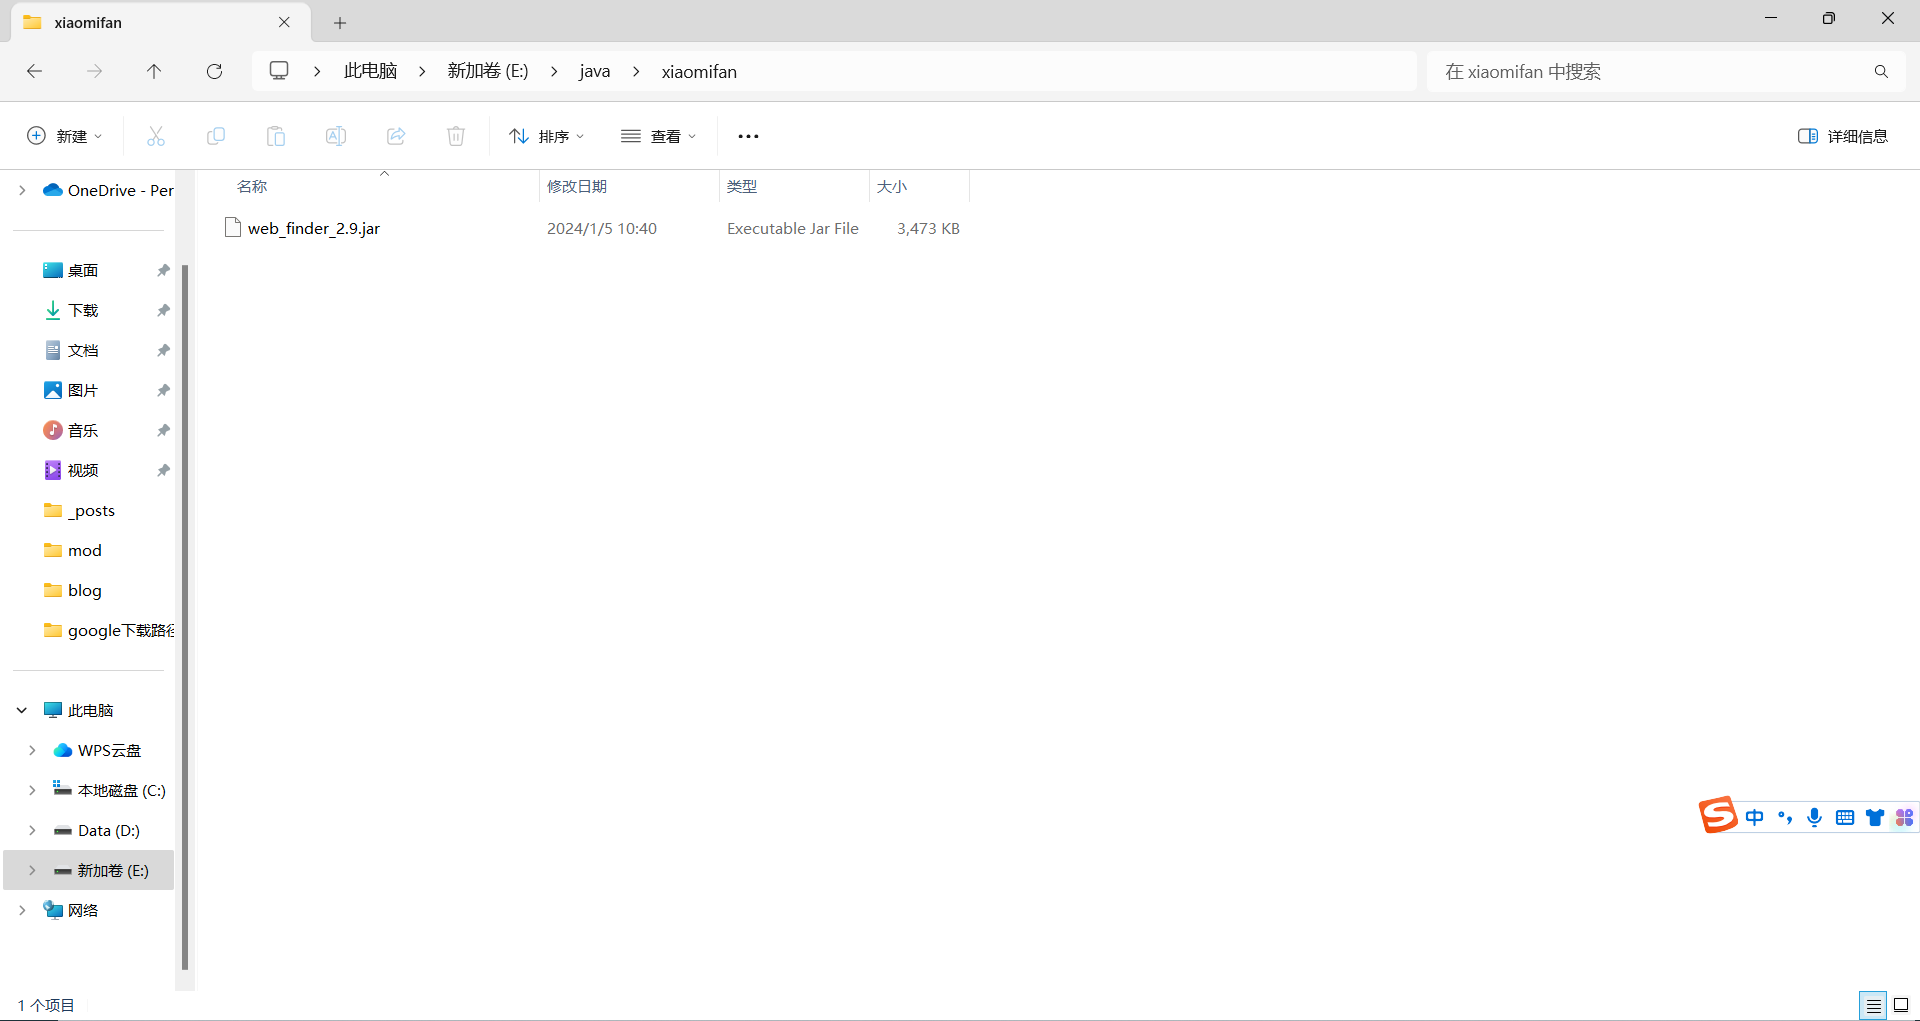 xiaomifan
此电脑 新加卷 (E:) java xiaomifan
在 xiaomifan 中搜索
新建 排序 查看 详细信息
名称 修改日期 类型 大小
web_finder_2.9.jar 2024/1/5 10:40 Executable Jar File 3,473 KB
OneDrive - Per
桌面
下载
文档
图片
音乐
视频
_posts
mod
blog
google下载路径
此电脑
WPS云盘
本地磁盘 (C:)
Data (D:)
新加卷 (E:)
网络
中
1 个项目